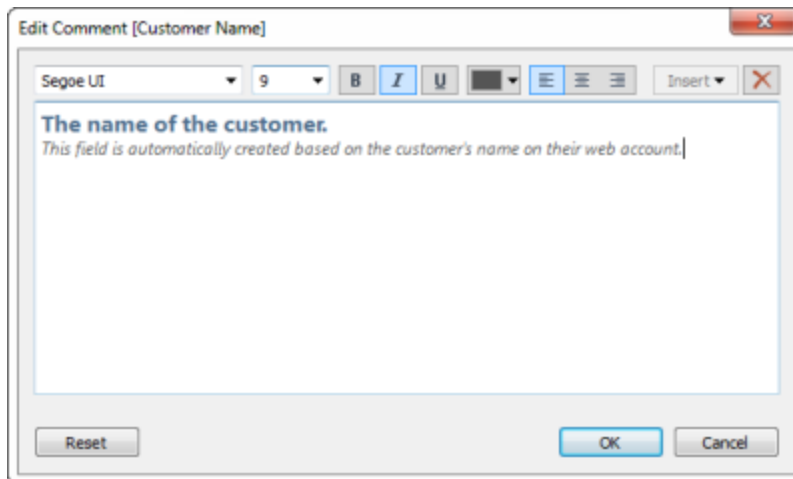 Edit Comment [Customer Name]
Segoe UI 9 B I U Insert
The name of the customer.
This field is automatically created based on the customer's name on their web account.
Reset OK Cancel